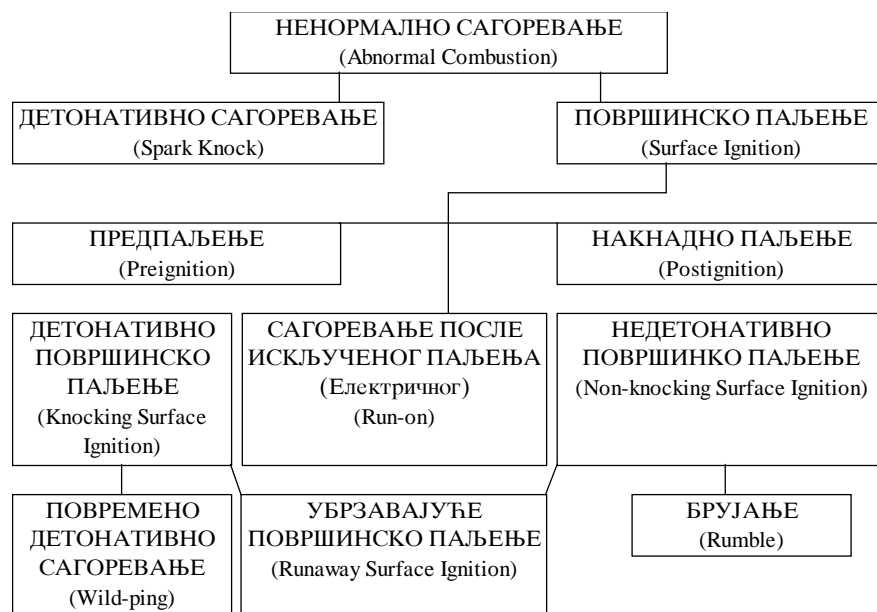 НЕНОРМАЛНО САГОРЕВАЊЕ
(Abnormal Combustion)
ДЕТОНАТИВНО САГОРЕВАЊЕ
(Spark Knock)
ПОВРШИНСКО ПАЉЕЊЕ
(Surface Ignition)
ПРЕДПАЉЕЊЕ
(Preignition)
НАКНАДНО ПАЉЕЊЕ
(Postignition)
ДЕТОНАТИВНО
ПОВРШИНСКО
ПАЉЕЊЕ
(Knocking Surface
Ignition)
САГОРЕВАЊЕ ПОСЛЕ
ИСКЉУЧЕНОГ ПАЉЕЊА
(Електричног)
(Run-on)
НЕДЕТОНАТИВНО
ПОВРШИНКО ПАЉЕЊЕ
(Non-knocking Surface Ignition)
ПОВРЕМЕНО
ДЕТОНАТИВНО
САГОРЕВАЊЕ
(Wild-ping)
УБРЗАВАЈУЋЕ
ПОВРШИНСКО ПАЉЕЊЕ
(Runaway Surface Ignition)
БРУЈАЊЕ
(Rumble)